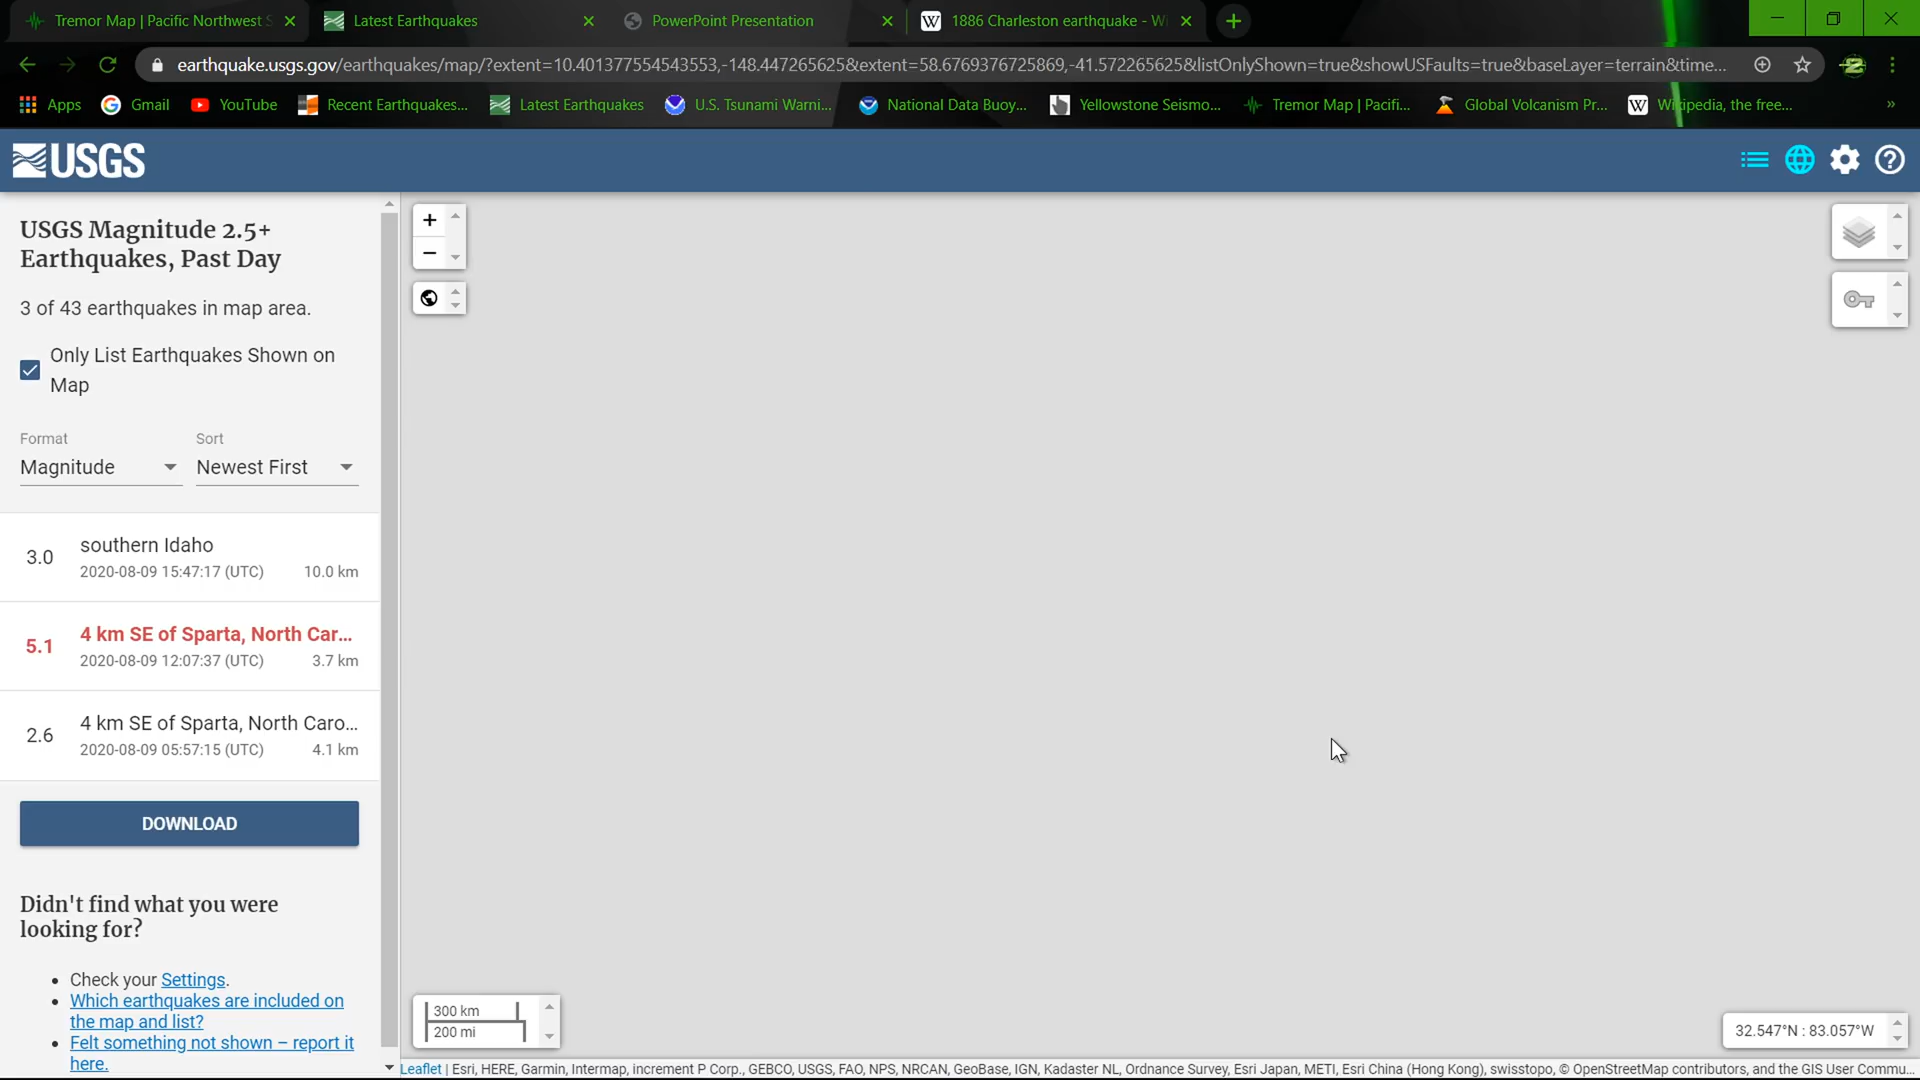 Tremor Map | Pacific Northwest S
Latest Earthquakes
PowerPoint Presentation
1886 Charleston earthquake - Wi
earthquake.usgs.gov/earthquakes/map/?extent=10.401377554543553,-148.447265625&extent=58.6769376725869,-41.572265625&listOnlyShown=true&showUSFaults=true&baseLayer=terrain&time...
Apps
Gmail
YouTube
Recent Earthquakes...
Latest Earthquakes
U.S. Tsunami Warni...
National Data Buoy...
Yellowstone Seismo...
Tremor Map | Pacifi...
Global Volcanism Pr...
Wikipedia, the free...
»
USGS
USGS Magnitude 2.5+
Earthquakes, Past Day
3 of 43 earthquakes in map area.
Only List Earthquakes Shown on
Map
Format
Sort
Magnitude
Newest First
3.0
southern Idaho
2020-08-09 15:47:17 (UTC)
10.0 km
5.1
4 km SE of Sparta, North Car...
2020-08-09 12:07:37 (UTC)
3.7 km
2.6
4 km SE of Sparta, North Caro...
2020-08-09 05:57:15 (UTC)
4.1 km
DOWNLOAD
Didn't find what you were
looking for?
Check your Settings.
Which earthquakes are included on
the map and list?
Felt something not shown – report it
here.
+
−
300 km
200 mi
32.547°N : 83.057°W
Leaflet | Esri, HERE, Garmin, Intermap, increment P Corp., GEBCO, USGS, FAO, NPS, NRCAN, GeoBase, IGN, Kadaster NL, Ordnance Survey, Esri Japan, METI, Esri China (Hong Kong), swisstopo, © OpenStreetMap contributors, and the GIS User Commu...